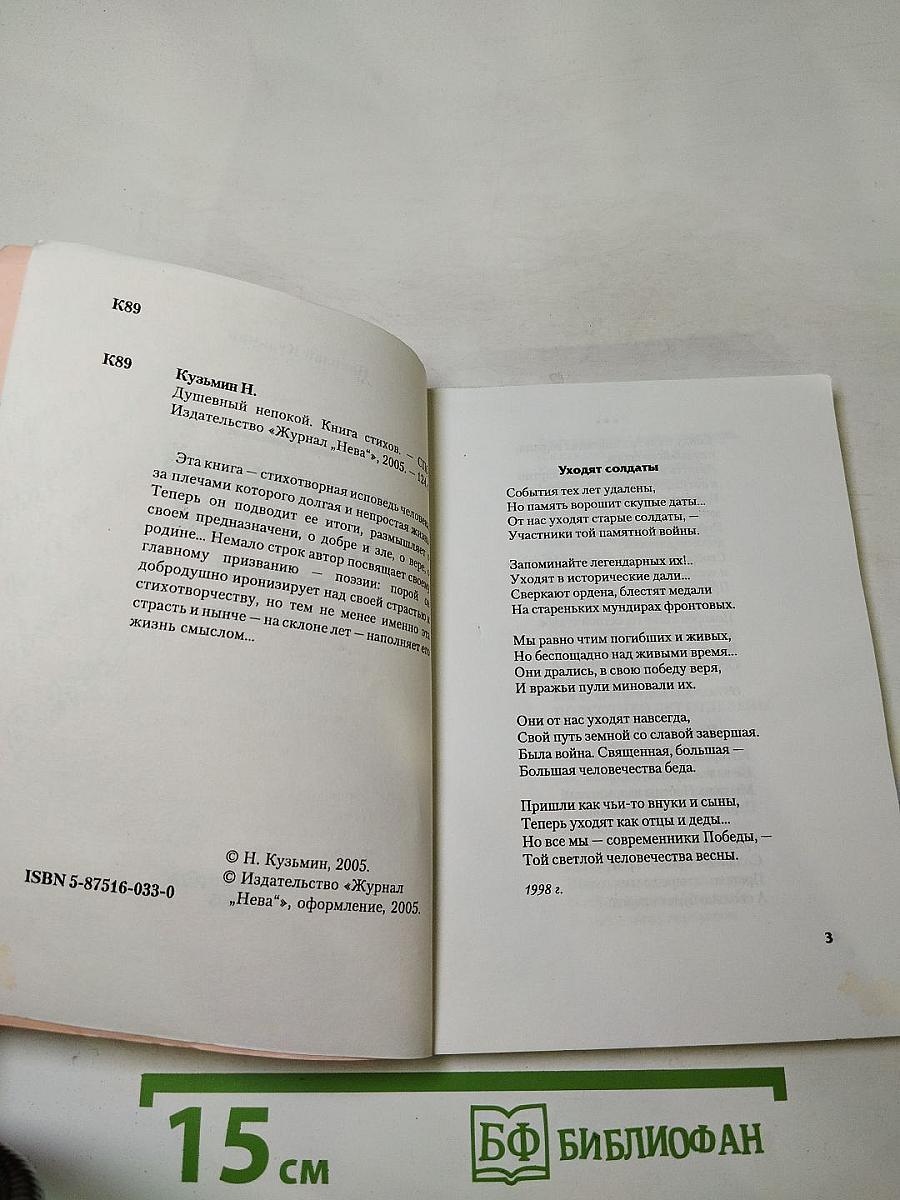 К89
К89
Кузьмин Н.
Душевный непокой. Книга стихов. — СПб
Издательство «Журнал „Нева“», 2005. — 124
Эта книга — стихотворная исповедь человека,
за плечами которого долгая и непростая жизнь.
Теперь он подводит ее итоги, размышляет
своем предназначени, о добре и зле, о вере,
родине... Немало строк автор посвящает своему
главному призванию — поэзии: порой он
добродушно иронизирует над своей страстью к
стихотворчеству, но тем не менее именно эта
страсть и нынче — на склоне лет — наполняет его
жизнь смыслом...
© Н. Кузьмин, 2005.
© Издательство «Журнал
„Нева“», оформление, 2005.
ISBN 5-87516-033-0
Уходят солдаты
События тех лет удалены,
Но память ворошит скупые даты...
От нас уходят старые солдаты, —
Участники той памятной войны.
Запоминайте легендарных их!..
Уходят в исторические дали...
Сверкают ордена, блестят медали
На стареньких мундирах фронтовых.
Мы равно чтим погибших и живых,
Но беспощадно над живыми время...
Они дрались, в свою победу веря,
И вражьи пули миновали их.
Они от нас уходят навсегда,
Свой путь земной со славой завершая.
Была война. Священная, большая —
Большая человечества беда.
Пришли как чьи-то внуки и сыны,
Теперь уходят как отцы и деды...
Но все мы — современники Победы, —
Той светлой человечества весны.
1998 г.
3
15 см
БФ БИБЛИОФАН